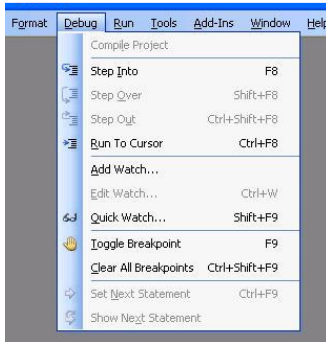 Format Debug Run Tools Add-Ins Window Help
Compile Project
Step Into F8
Step Over Shift+F8
Step Out Ctrl+Shift+F8
Run To Cursor Ctrl+F8
Add Watch...
Edit Watch... Ctrl+W
Quick Watch... Shift+F9
Toggle Breakpoint F9
Clear All Breakpoints Ctrl+Shift+F9
Set Next Statement Ctrl+F9
Show Next Statement